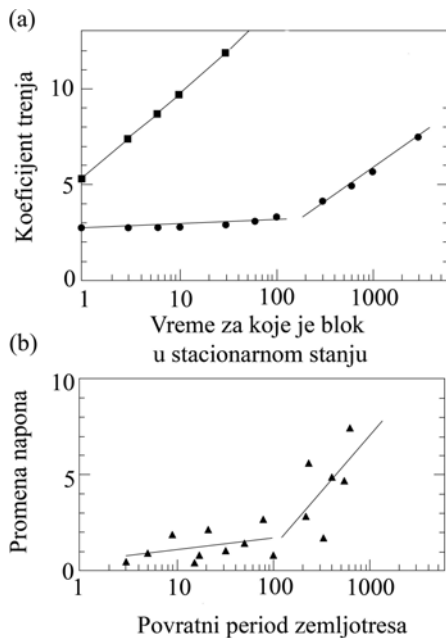 (a)
Koeficijent trenja
10
5
0
1 10 100 1000
Vreme za koje je blok
u stacionarnom stanju
(b)
Promena napona
10
5
0
1 10 100 1000
Povratni period zemljotresa